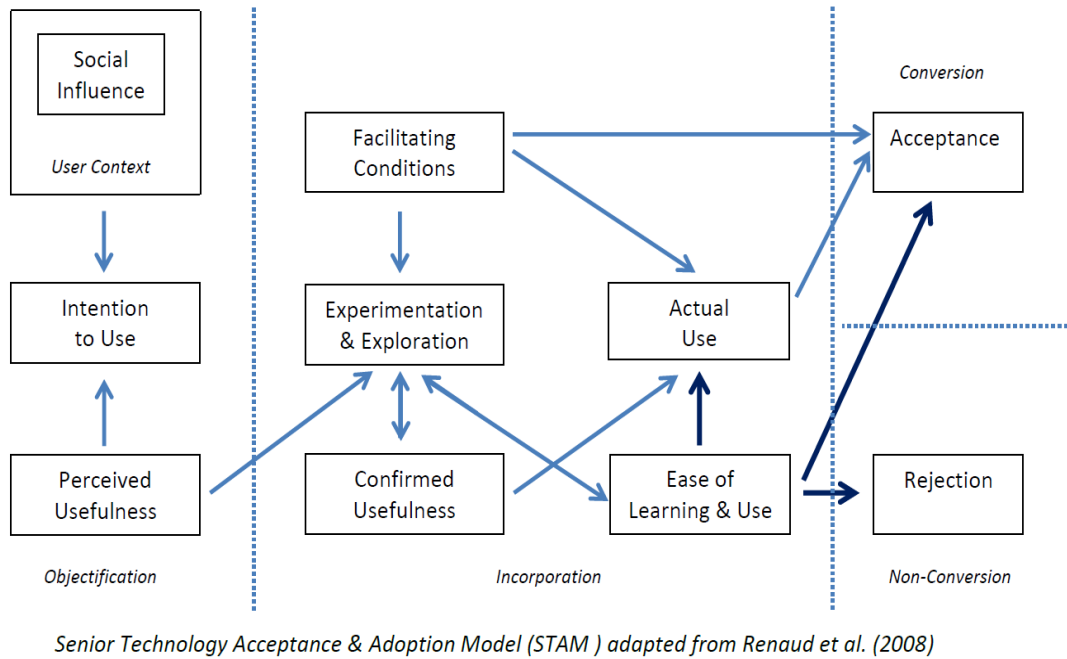 Social
Influence
User Context
Intention
to Use
Perceived
Usefulness
Objectification
Facilitating
Conditions
Experimentation
& Exploration
Confirmed
Usefulness
Actual
Use
Ease of
Learning & Use
Incorporation
Conversion
Acceptance
Rejection
Non-Conversion
Senior Technology Acceptance & Adoption Model (STAM ) adapted from Renaud et al. (2008)